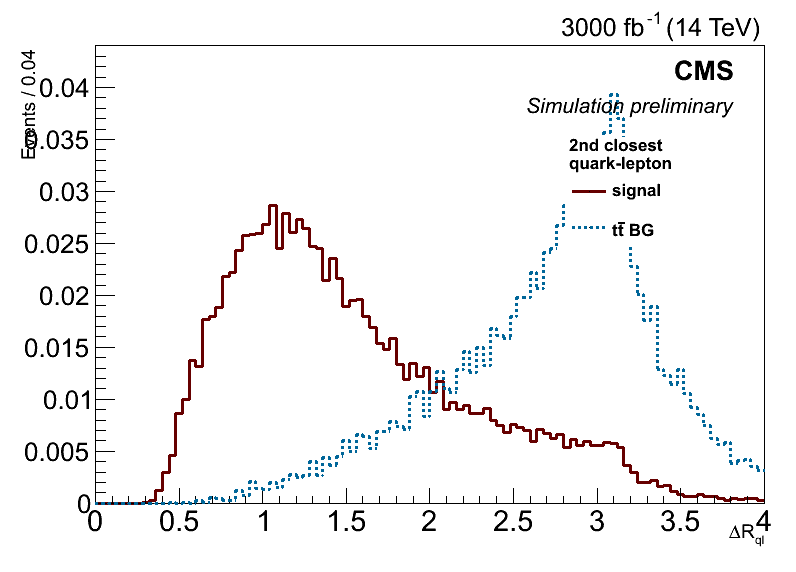 3000 fb⁻¹ (14 TeV)
CMS
Simulation preliminary
Events / 0.04
2nd closest
quark-lepton
signal
tt̄ BG
0.04
0.035
0.03
0.025
0.02
0.015
0.01
0.005
0
0 0.5 1 1.5 2 2.5 3 3.5 4
ΔR_ql